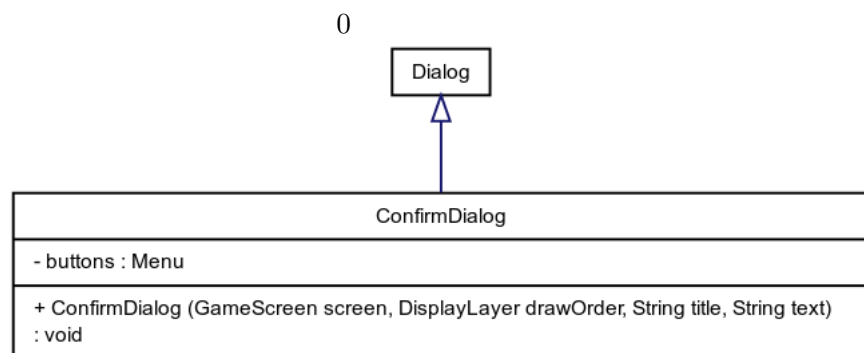 0
Dialog
ConfirmDialog
- buttons : Menu
+ ConfirmDialog (GameScreen screen, DisplayLayer drawOrder, String title, String text)
: void